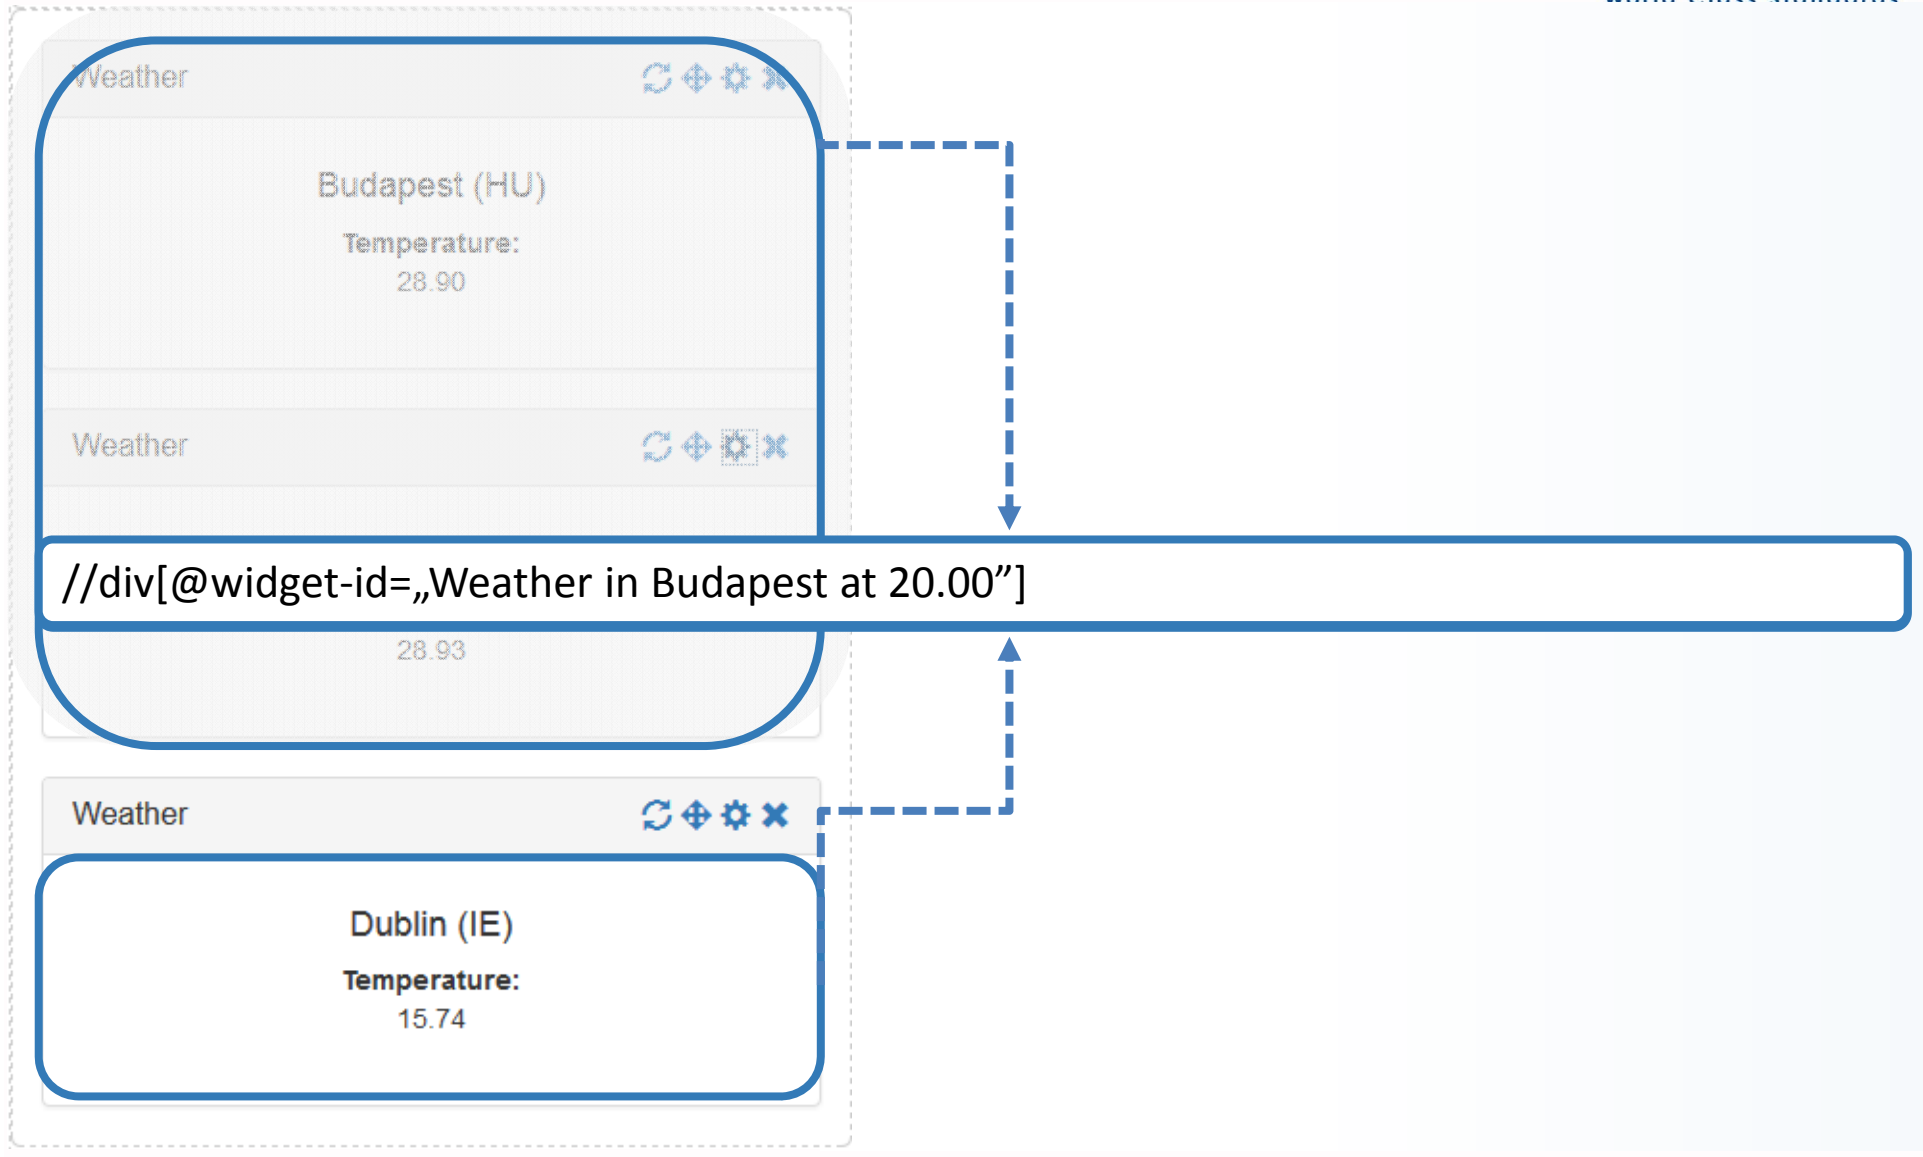 Weather
Budapest (HU)
Temperature:
28.90
Weather
//div[@widget-id=„Weather in Budapest at 20.00”]
28.93
Weather
Dublin (IE)
Temperature:
15.74